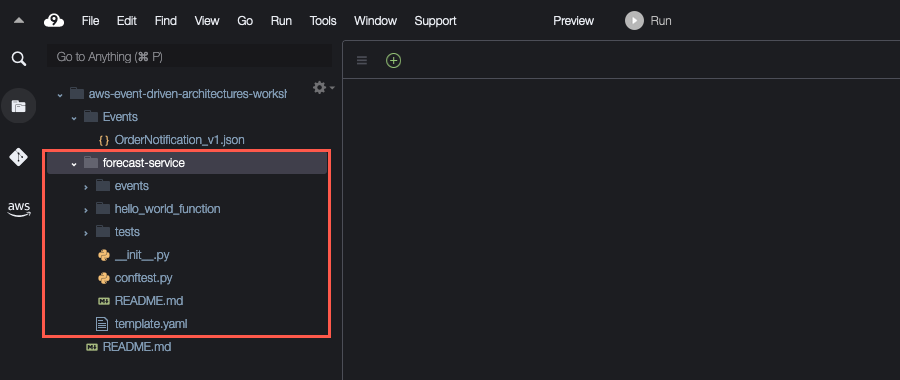 9 File Edit Find View Go Run Tools Window Support Preview Run
Go to Anything (⌘ P)
aws-event-driven-architectures-worksh
Events
{ } OrderNotification_v1.json
forecast-service
events
hello_world_function
aws
tests
__init__.py
conftest.py
M↓ README.md
template.yaml
M↓ README.md